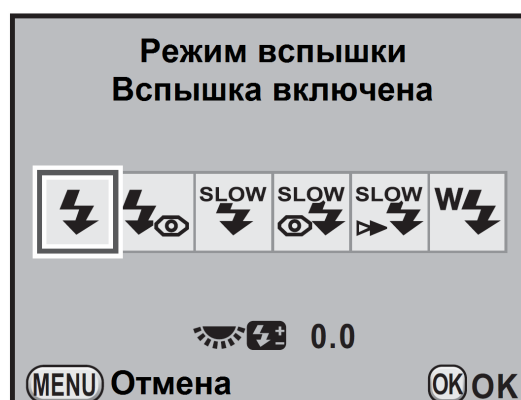 Режим вспышки
Вспышка включена
SLOW SLOW SLOW W
0.0
MENU Отмена OK OK